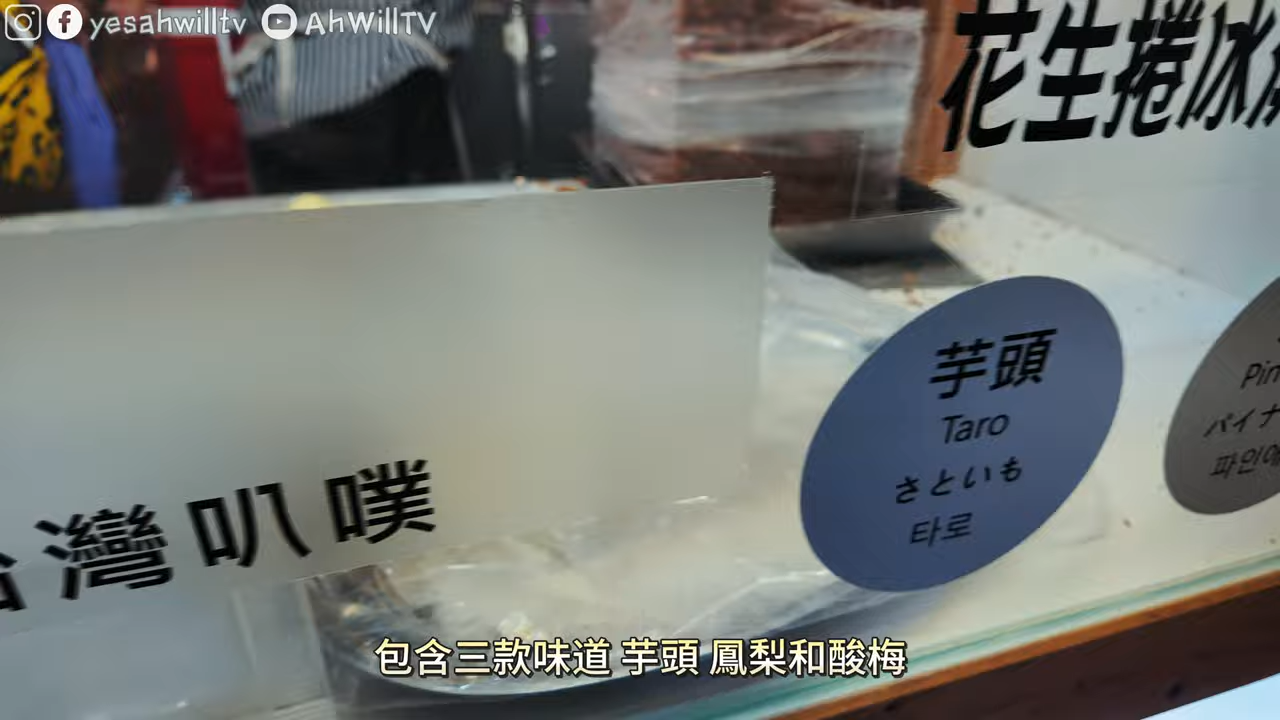 yesahwilltv AhWillTV
花生捲冰
台灣叭噗
芋頭
Taro
さといも
타로
Pin
パイナ
파인애
包含三款味道 芋頭 鳳梨和酸梅